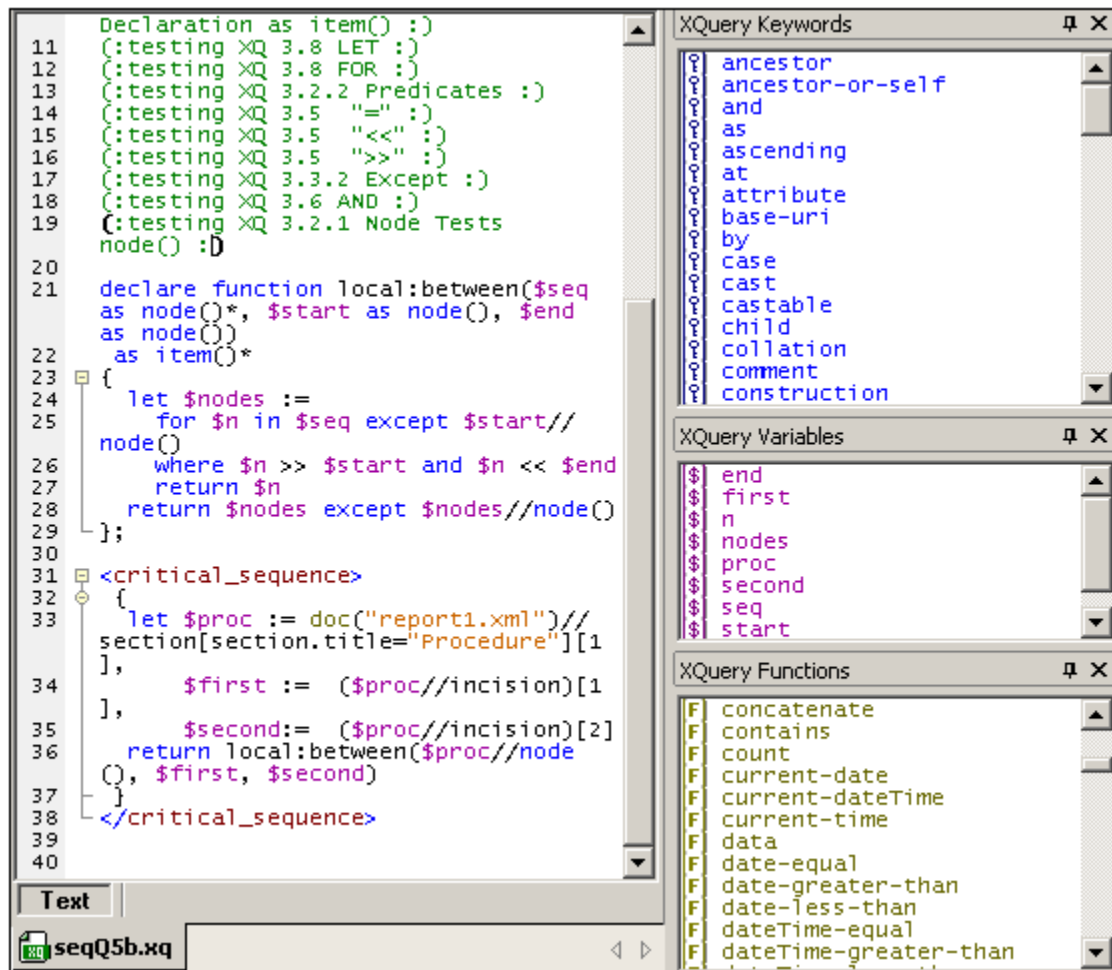 Declaration as item() :)
11 (:testing XQ 3.8 LET :)
12 (:testing XQ 3.8 FOR :)
13 (:testing XQ 3.2.2 Predicates :)
14 (:testing XQ 3.5  "=" :)
15 (:testing XQ 3.5  "<<" :)
16 (:testing XQ 3.5  ">>" :)
17 (:testing XQ 3.3.2 Except :)
18 (:testing XQ 3.6 AND :)
19 (:testing XQ 3.2.1 Node Tests
node() :)
20
21 declare function local:between($seq
as node()*, $start as node(), $end
as node())
22  as item()*
23 {
24   let $nodes :=
25     for $n in $seq except $start//
node()
26     where $n >> $start and $n << $end
27     return $n
28   return $nodes except $nodes//node()
29 };
30
31 <critical_sequence>
32  {
33   let $proc := doc("report1.xml")//
section[section.title="Procedure"][1
],
34       $first :=  ($proc//incision)[1
],
35       $second:=  ($proc//incision)[2]
36   return local:between($proc//node
(), $first, $second)
37  }
38 </critical_sequence>
39
40
Text
seqQ5b.xq
XQuery Keywords
ancestor
ancestor-or-self
and
as
ascending
at
attribute
base-uri
by
case
cast
castable
child
collation
comment
construction
XQuery Variables
$ end
$ first
$ n
$ nodes
$ proc
$ second
$ seq
$ start
XQuery Functions
F concatenate
F contains
F count
F current-date
F current-dateTime
F current-time
F data
F date-equal
F date-greater-than
F date-less-than
F dateTime-equal
F dateTime-greater-than